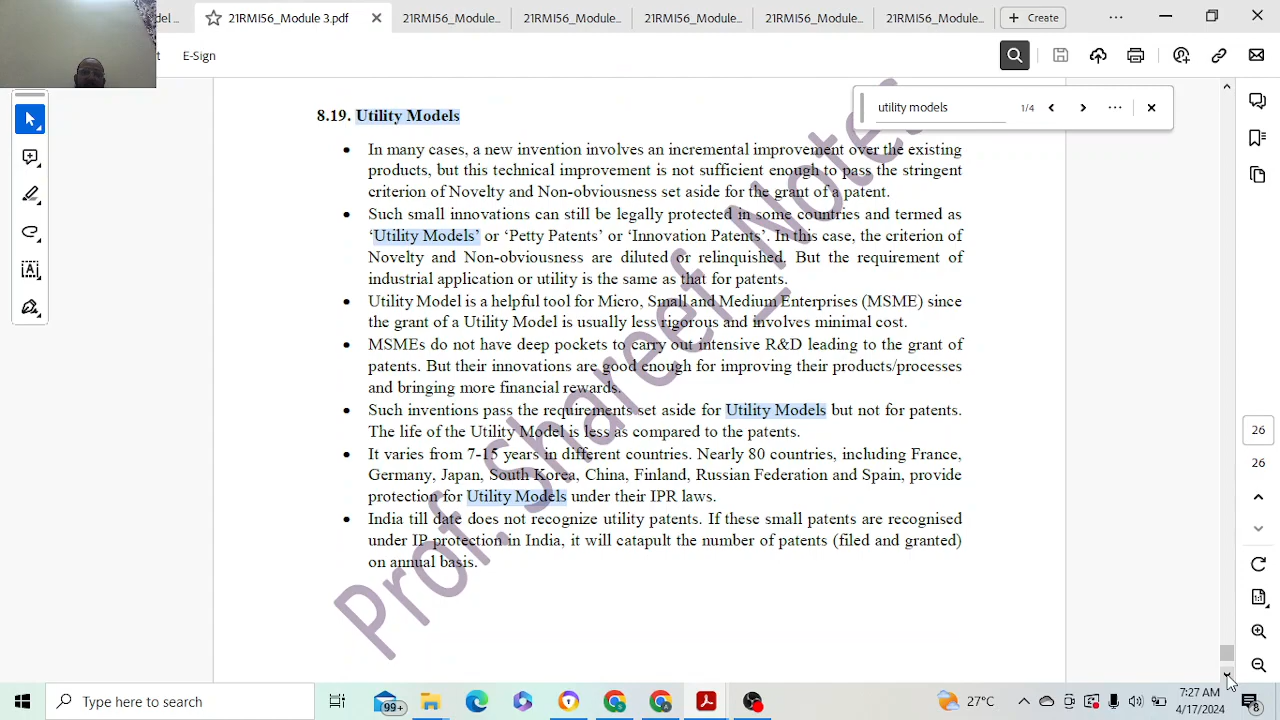 21RMI56_Module 3.pdf
21RMI56_Module...
21RMI56_Module...
21RMI56_Module...
21RMI56_Module...
21RMI56_Module...
Create
E-Sign
utility models
1/4
8.19. Utility Models
• In many cases, a new invention involves an incremental improvement over the existing
products, but this technical improvement is not sufficient enough to pass the stringent
criterion of Novelty and Non-obviousness set aside for the grant of a patent.
• Such small innovations can still be legally protected in some countries and termed as
‘Utility Models’ or ‘Petty Patents’ or ‘Innovation Patents’. In this case, the criterion of
Novelty and Non-obviousness are diluted or relinquished. But the requirement of
industrial application or utility is the same as that for patents.
• Utility Model is a helpful tool for Micro, Small and Medium Enterprises (MSME) since
the grant of a Utility Model is usually less rigorous and involves minimal cost.
• MSMEs do not have deep pockets to carry out intensive R&D leading to the grant of
patents. But their innovations are good enough for improving their products/processes
and bringing more financial rewards.
• Such inventions pass the requirements set aside for Utility Models but not for patents.
The life of the Utility Model is less as compared to the patents.
• It varies from 7-15 years in different countries. Nearly 80 countries, including France,
Germany, Japan, South Korea, China, Finland, Russian Federation and Spain, provide
protection for Utility Models under their IPR laws.
• India till date does not recognize utility patents. If these small patents are recognised
under IP protection in India, it will catapult the number of patents (filed and granted)
on annual basis.
Prof. Shareef_Notes
26
26
Type here to search
99+
27°C
7:27 AM
4/17/2024
8